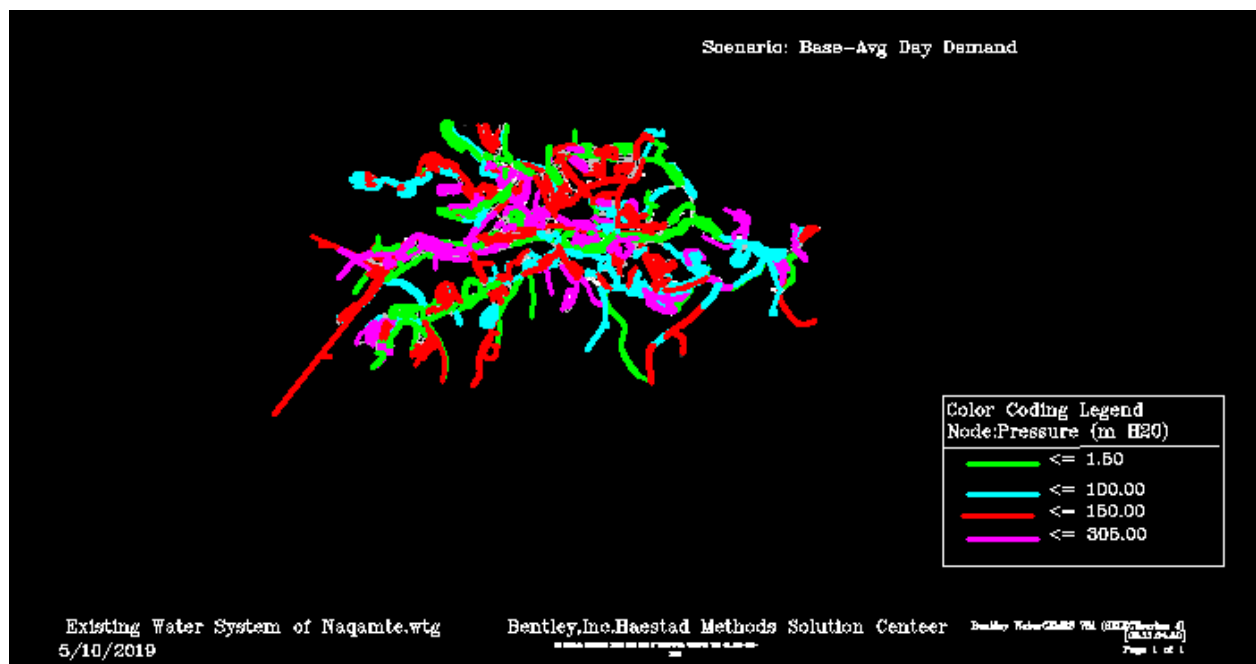 Scenario: Base-Avg Day Demand
Color Coding Legend
Node:Pressure (m H2O)
<= 1.50
<= 100.00
<= 150.00
<= 305.00
Existing Water System of Naqamte.wtg
5/10/2019
Bentley,Inc.Haestad Methods Solution Centeer
Page 1 of 1